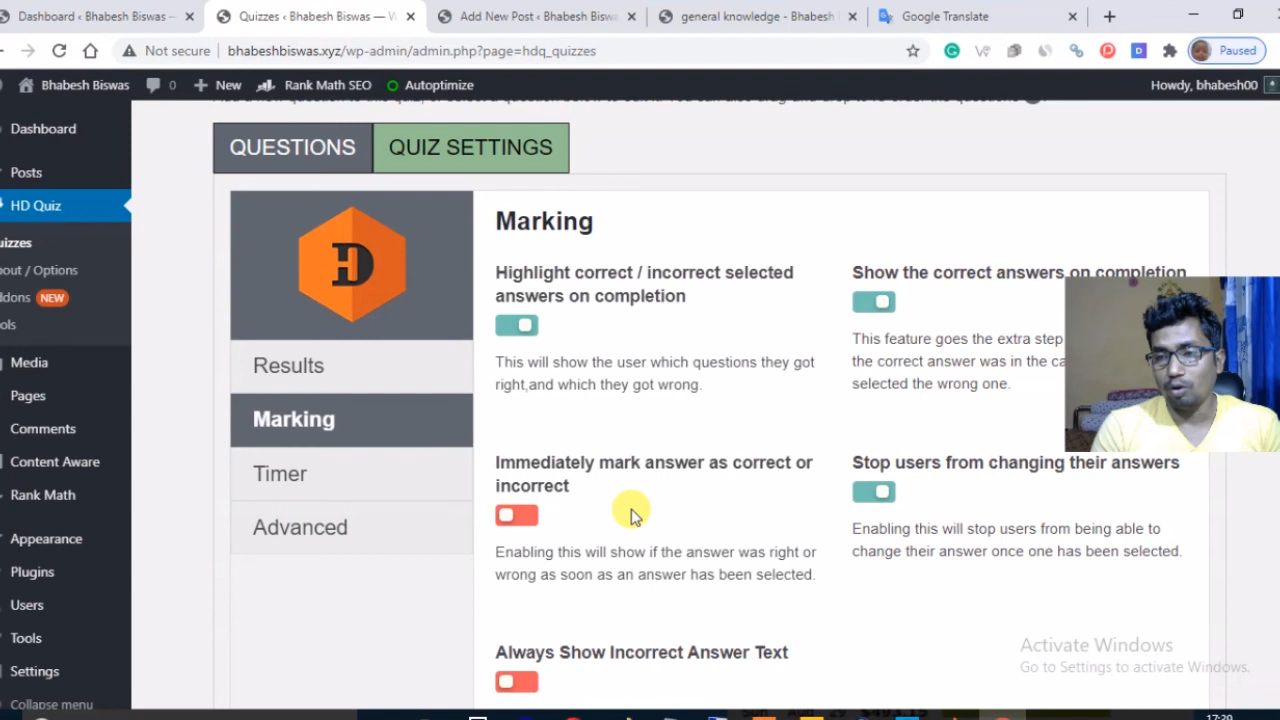 Dashboard ‹ Bhabesh Biswas —
Quizzes ‹ Bhabesh Biswas — W
Add New Post ‹ Bhabesh Biswa
general knowledge - Bhabesh
Google Translate
Not secure
bhabeshbiswas.xyz/wp-admin/admin.php?page=hdq_quizzes
Paused
Bhabesh Biswas
0
New
Rank Math SEO
Autoptimize
Howdy, bhabesh00
Dashboard
Posts
HD Quiz
uizzes
out / Options
ddons NEW
ols
Media
Pages
Comments
Content Aware
Rank Math
Appearance
Plugins
Users
Tools
Settings
Collapse menu
QUESTIONS
QUIZ SETTINGS
Results
Marking
Timer
Advanced
Marking
Highlight correct / incorrect selected
answers on completion
This will show the user which questions they got
right,and which they got wrong.
Show the correct answers on completion
This feature goes the extra step
the correct answer was in the ca
selected the wrong one.
Immediately mark answer as correct or
incorrect
Enabling this will show if the answer was right or
wrong as soon as an answer has been selected.
Stop users from changing their answers
Enabling this will stop users from being able to
change their answer once one has been selected.
Always Show Incorrect Answer Text
Activate Windows
Go to Settings to activate Windows.